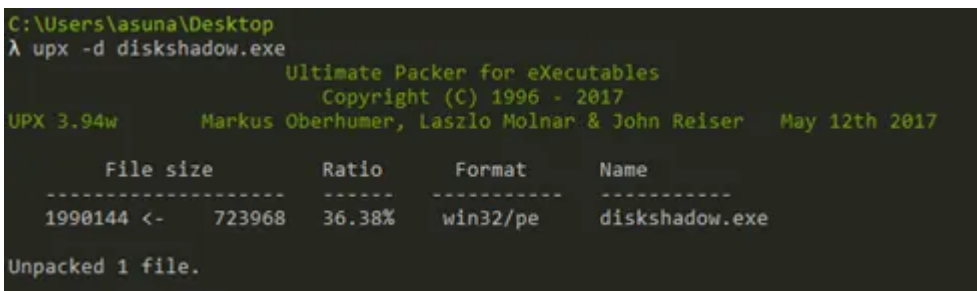 C:\Users\asuna\Desktop
λ upx -d diskshadow.exe
Ultimate Packer for eXecutables
Copyright (C) 1996 - 2017
UPX 3.94w Markus Oberhumer, Laszlo Molnar & John Reiser May 12th 2017
File size Ratio Format Name
-------------------- ------ ----------- -----------
1990144 <- 723968 36.38% win32/pe diskshadow.exe
Unpacked 1 file.